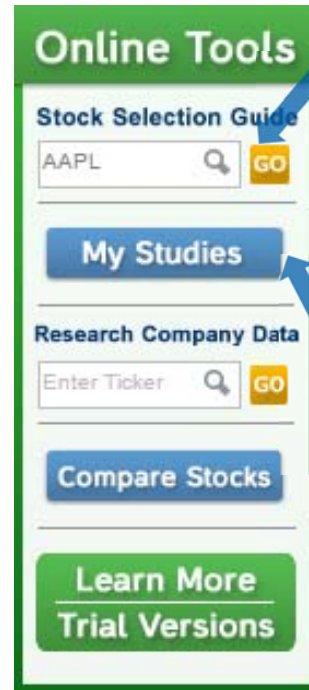 Online Tools
Stock Selection Guide
AAPL
GO
My Studies
Research Company Data
Enter Ticker
GO
Compare Stocks
Learn More
Trial Versions